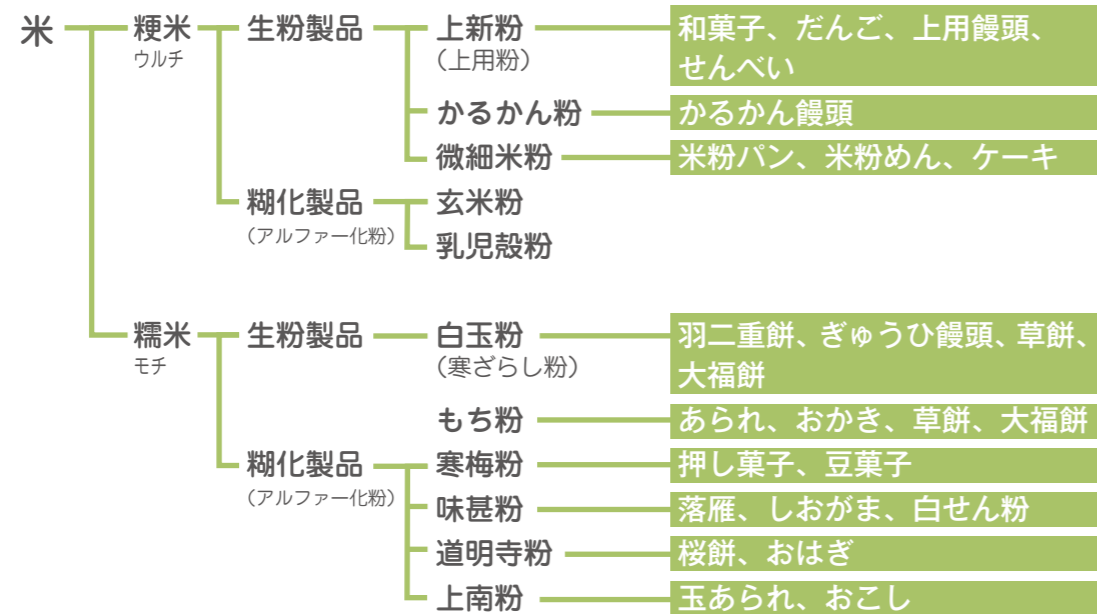 米
粳米
ウルチ
生粉製品
上新粉
（上用粉）
和菓子、だんご、上用饅頭、
せんべい
かるかん粉
かるかん饅頭
微細米粉
米粉パン、米粉めん、ケーキ
糊化製品
（アルファー化粉）
玄米粉
乳児殻粉
糯米
モチ
生粉製品
白玉粉
（寒ざらし粉）
羽二重餅、ぎゅうひ饅頭、草餅、
大福餅
もち粉
あられ、おかき、草餅、大福餅
糊化製品
（アルファー化粉）
寒梅粉
押し菓子、豆菓子
味甚粉
落雁、しおがま、白せん粉
道明寺粉
桜餅、おはぎ
上南粉
玉あられ、おこし